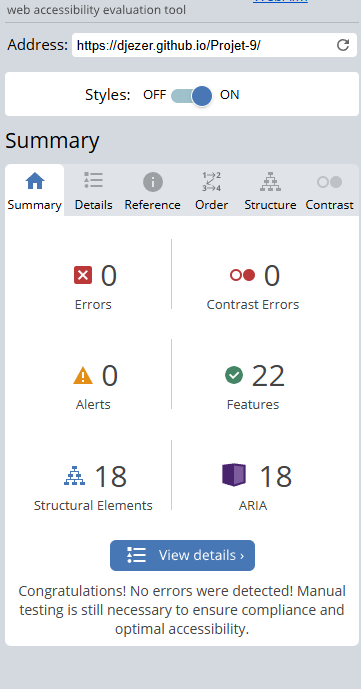 web accessibility evaluation tool
Address: https://djezer.github.io/Projet-9/
Styles: OFF ON
Summary
Summary Details Reference Order Structure Contrast
0 0
Errors Contrast Errors
0 22
Alerts Features
18 18
Structural Elements ARIA
View details ›
Congratulations! No errors were detected! Manual
testing is still necessary to ensure compliance and
optimal accessibility.